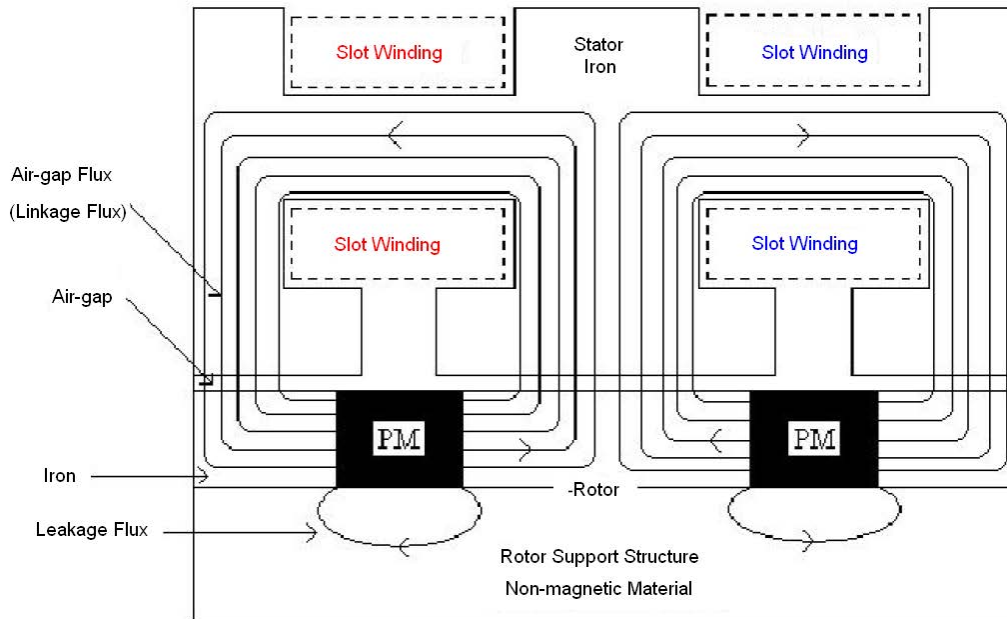 Slot Winding
Stator
Iron
Slot Winding
Air-gap Flux
(Linkage Flux)
Slot Winding
Slot Winding
Air-gap
PM
PM
Iron
-Rotor
Leakage Flux
Rotor Support Structure
Non-magnetic Material